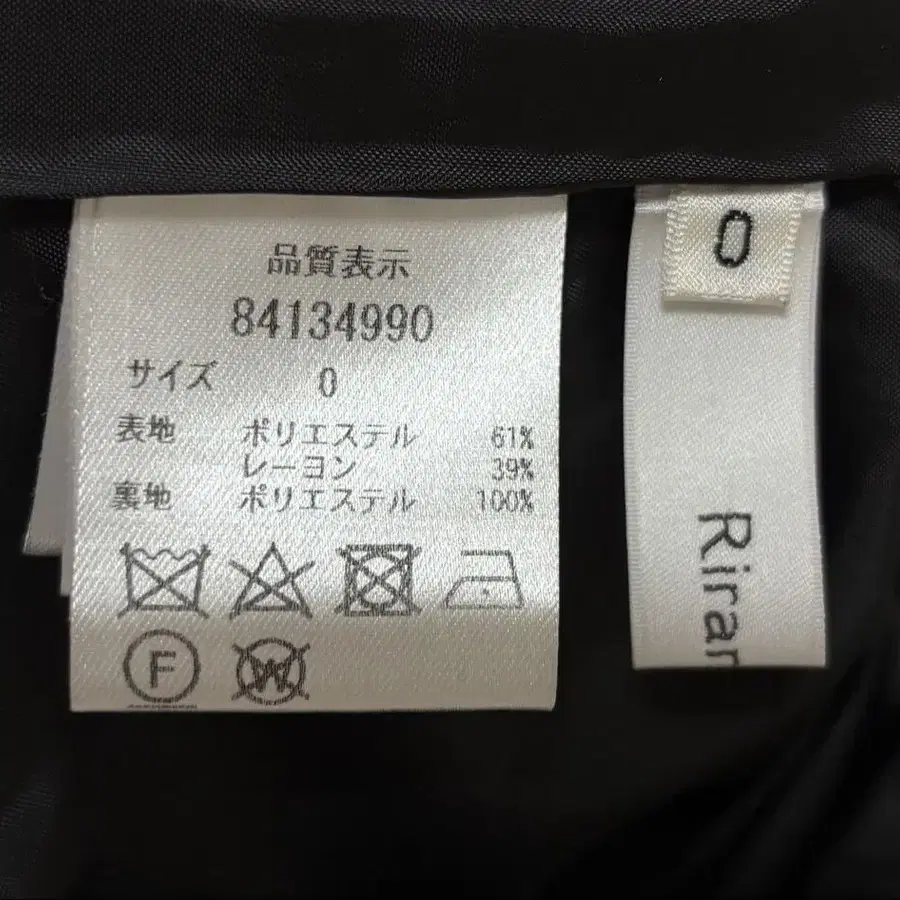 品質表示
84134990
サイズ 0
表地 ポリエステル 61%
レーヨン 39%
裏地 ポリエステル 100%
F
W
0